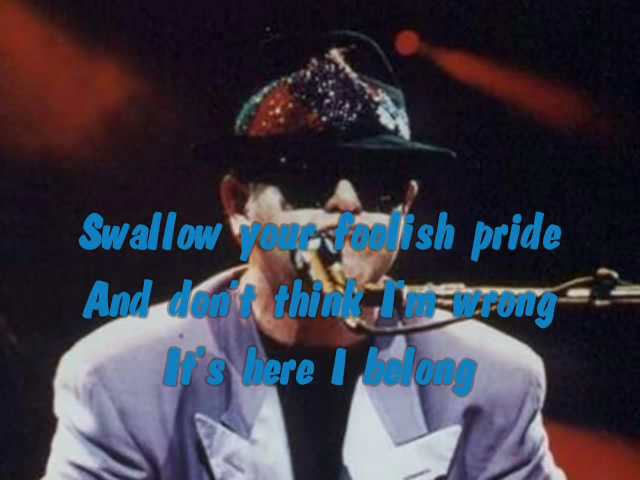 Swallow your foolish pride
And don't think I'm wrong
It's here I belong